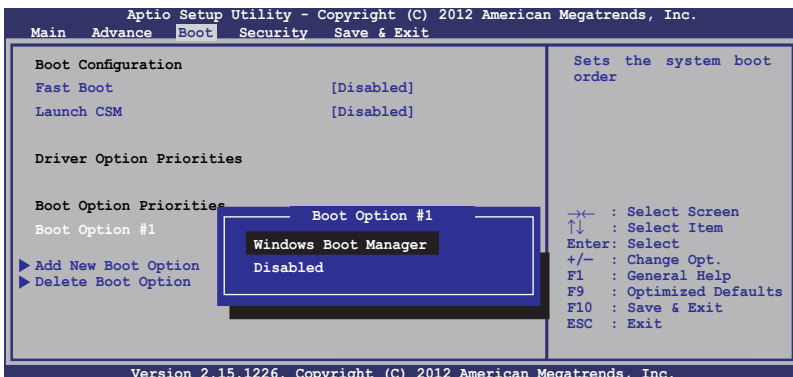 Aptio Setup Utility - Copyright (C) 2012 American Megatrends, Inc.
Main Advance Boot Security Save & Exit
Boot Configuration
Fast Boot [Disabled]
Launch CSM [Disabled]
Driver Option Priorities
Boot Option Priorities
Boot Option #1
Add New Boot Option
Delete Boot Option
Boot Option #1
Windows Boot Manager
Disabled
Sets the system boot
order
→← : Select Screen
↑↓ : Select Item
Enter: Select
+/— : Change Opt.
F1 : General Help
F9 : Optimized Defaults
F10 : Save & Exit
ESC : Exit
Version 2.15.1226. Copyright (C) 2012 American Megatrends, Inc.